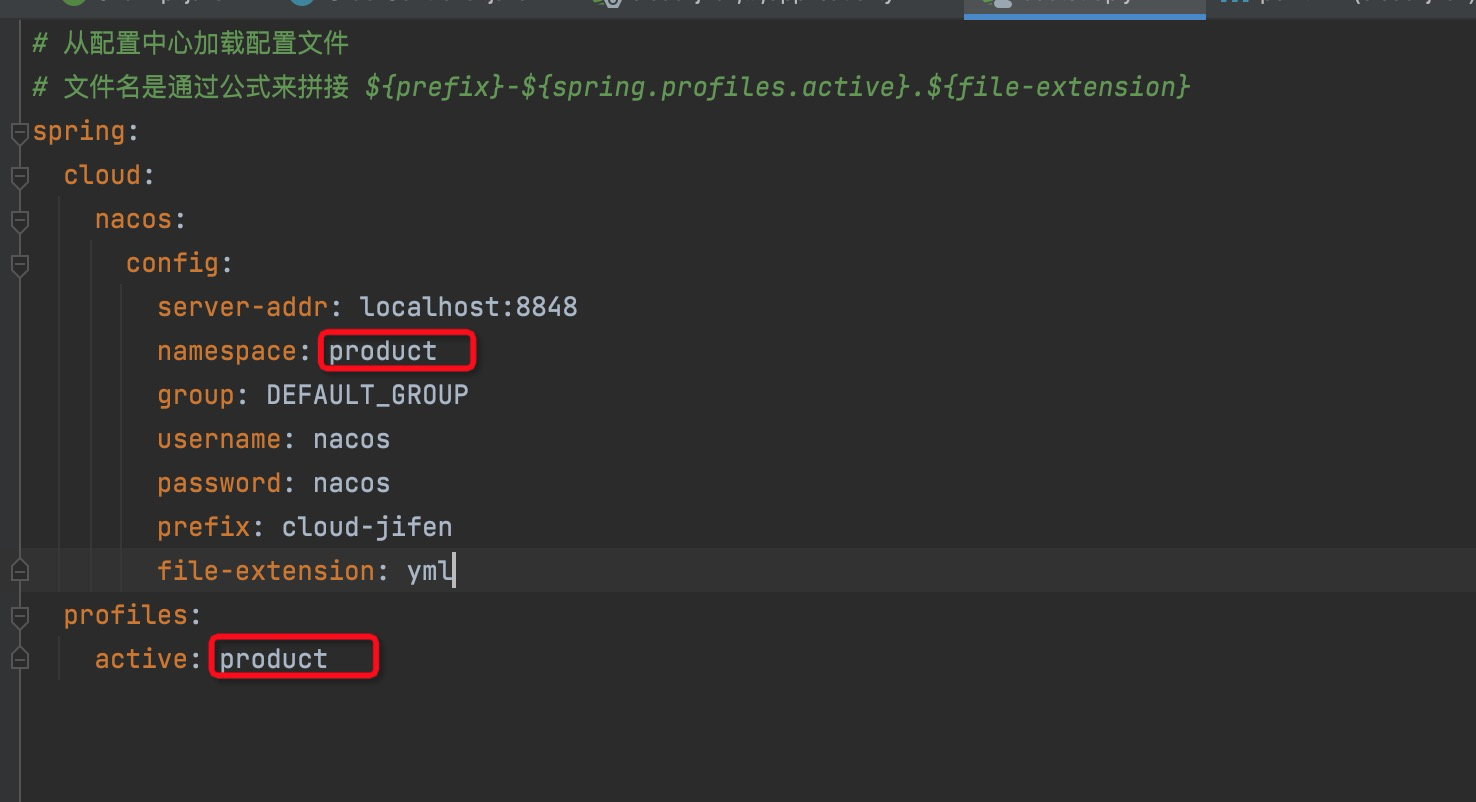 # 从配置中心加载配置文件
# 文件名是通过公式来拼接 ${prefix}-${spring.profiles.active}.${file-extension}
spring:
cloud:
nacos:
config:
server-addr: localhost:8848
namespace: product
group: DEFAULT_GROUP
username: nacos
password: nacos
prefix: cloud-jifen
file-extension: yml
profiles:
active: product